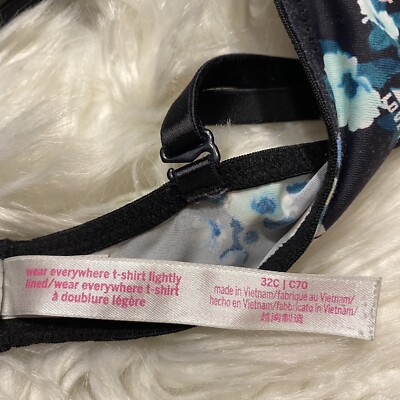 wear everywhere t-shirt lightly
lined/wear everywhere t-shirt
à doublure légère
32C | C70
made in Vietnam/fabriqué au Vietnam/
hecho en Vietnam/fabbricato in Vietnam/
越南制造